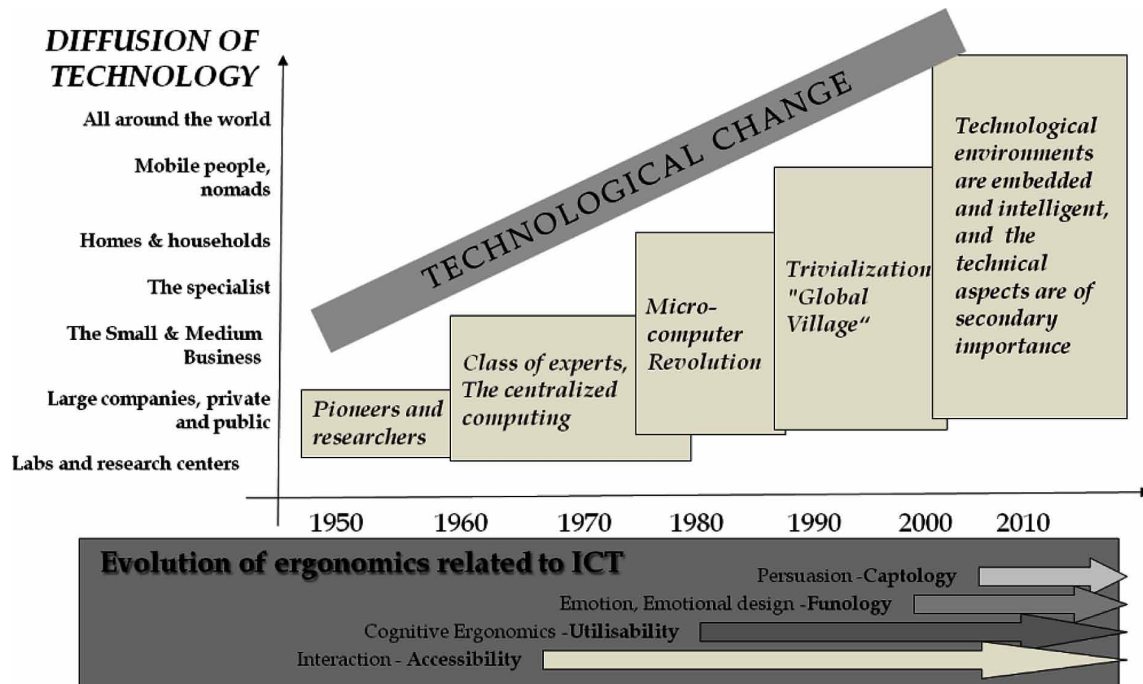 DIFFUSION OF
TECHNOLOGY
All around the world
Mobile people,
nomads
Homes & households
The specialist
The Small & Medium
Business
Large companies, private
and public
Labs and research centers
TECHNOLOGICAL CHANGE
Pioneers and
researchers
Class of experts,
The centralized
computing
Micro-
computer
Revolution
Trivialization
"Global
Village“
Technological
environments
are embedded
and intelligent,
and the
technical
aspects are of
secondary
importance
1950 1960 1970 1980 1990 2000 2010
Evolution of ergonomics related to ICT
Persuasion -Captology
Emotion, Emotional design -Funology
Cognitive Ergonomics -Utilisability
Interaction - Accessibility